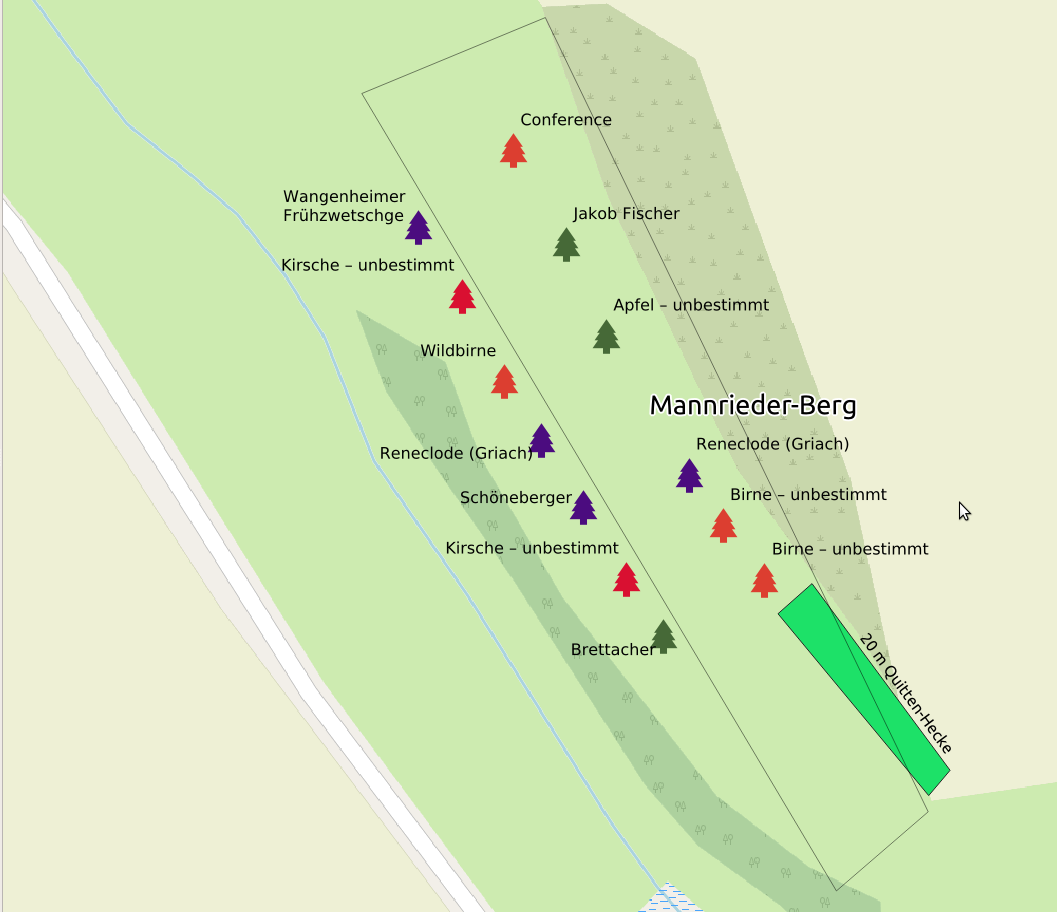 Conference
Wangenheimer
Frühzwetschge
Jakob Fischer
Kirsche – unbestimmt
Apfel – unbestimmt
Wildbirne
Mannrieder-Berg
Reneclode (Griach)
Reneclode (Griach)
Schöneberger
Birne – unbestimmt
Kirsche – unbestimmt
Birne – unbestimmt
Brettacher
20 m Quitten-Hecke